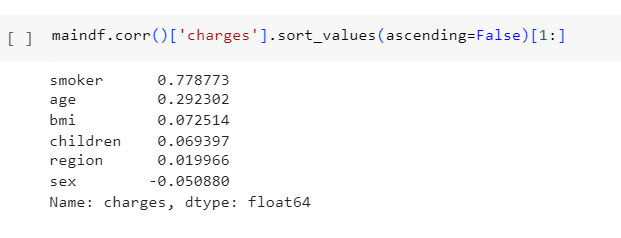 [ ] maindf.corr()['charges'].sort_values(ascending=False)[1:]
smoker 0.778773
age 0.292302
bmi 0.072514
children 0.069397
region 0.019966
sex -0.050880
Name: charges, dtype: float64